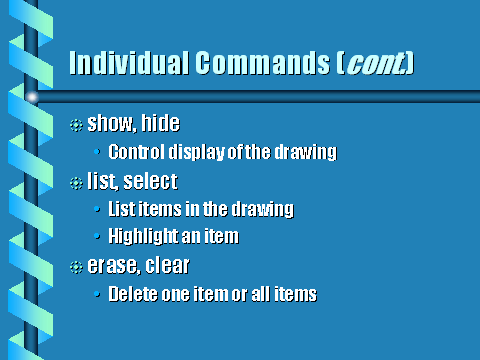 Individual Commands (cont.)
show, hide
• Control display of the drawing
list, select
• List items in the drawing
• Highlight an item
erase, clear
• Delete one item or all items